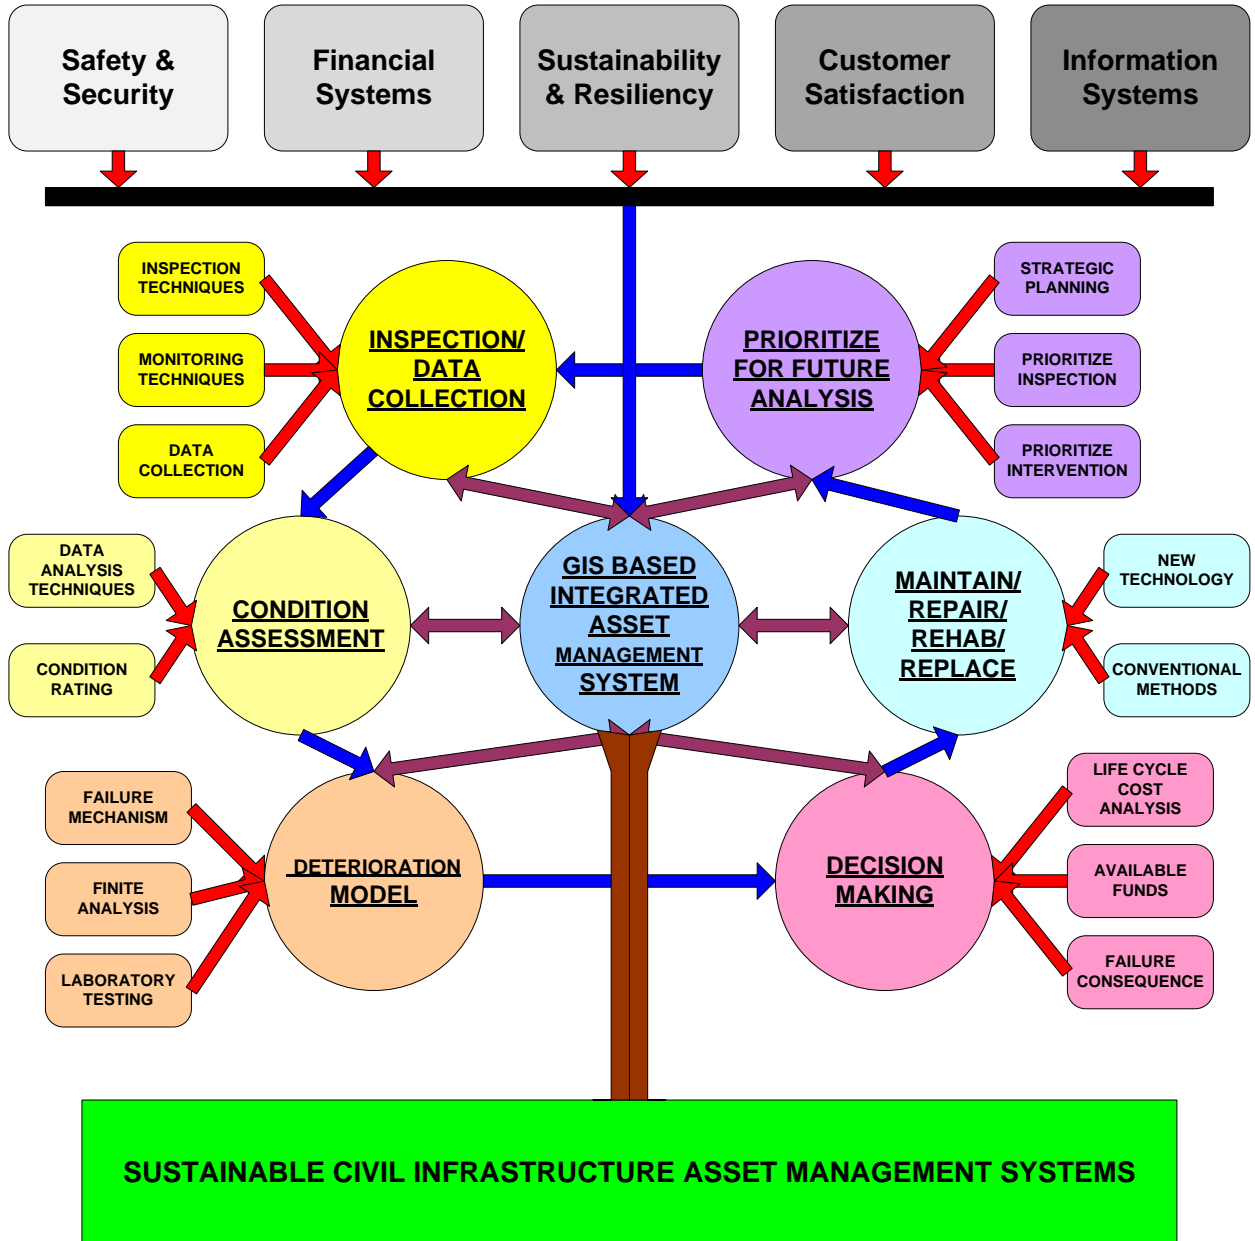 Safety &
Security
Financial
Systems
Sustainability
& Resiliency
Customer
Satisfaction
Information
Systems
INSPECTION
TECHNIQUES
MONITORING
TECHNIQUES
DATA
COLLECTION
INSPECTION/
DATA
COLLECTION
PRIORITIZE
FOR FUTURE
ANALYSIS
STRATEGIC
PLANNING
PRIORITIZE
INSPECTION
PRIORITIZE
INTERVENTION
DATA
ANALYSIS
TECHNIQUES
CONDITION
RATING
CONDITION
ASSESSMENT
GIS BASED
INTEGRATED
ASSET
MANAGEMENT
SYSTEM
MAINTAIN/
REPAIR/
REHAB/
REPLACE
NEW
TECHNOLOGY
CONVENTIONAL
METHODS
FAILURE
MECHANISM
FINITE
ANALYSIS
LABORATORY
TESTING
DETERIORATION
MODEL
DECISION
MAKING
LIFE CYCLE
COST
ANALYSIS
AVAILABLE
FUNDS
FAILURE
CONSEQUENCE
SUSTAINABLE CIVIL INFRASTRUCTURE ASSET MANAGEMENT SYSTEMS